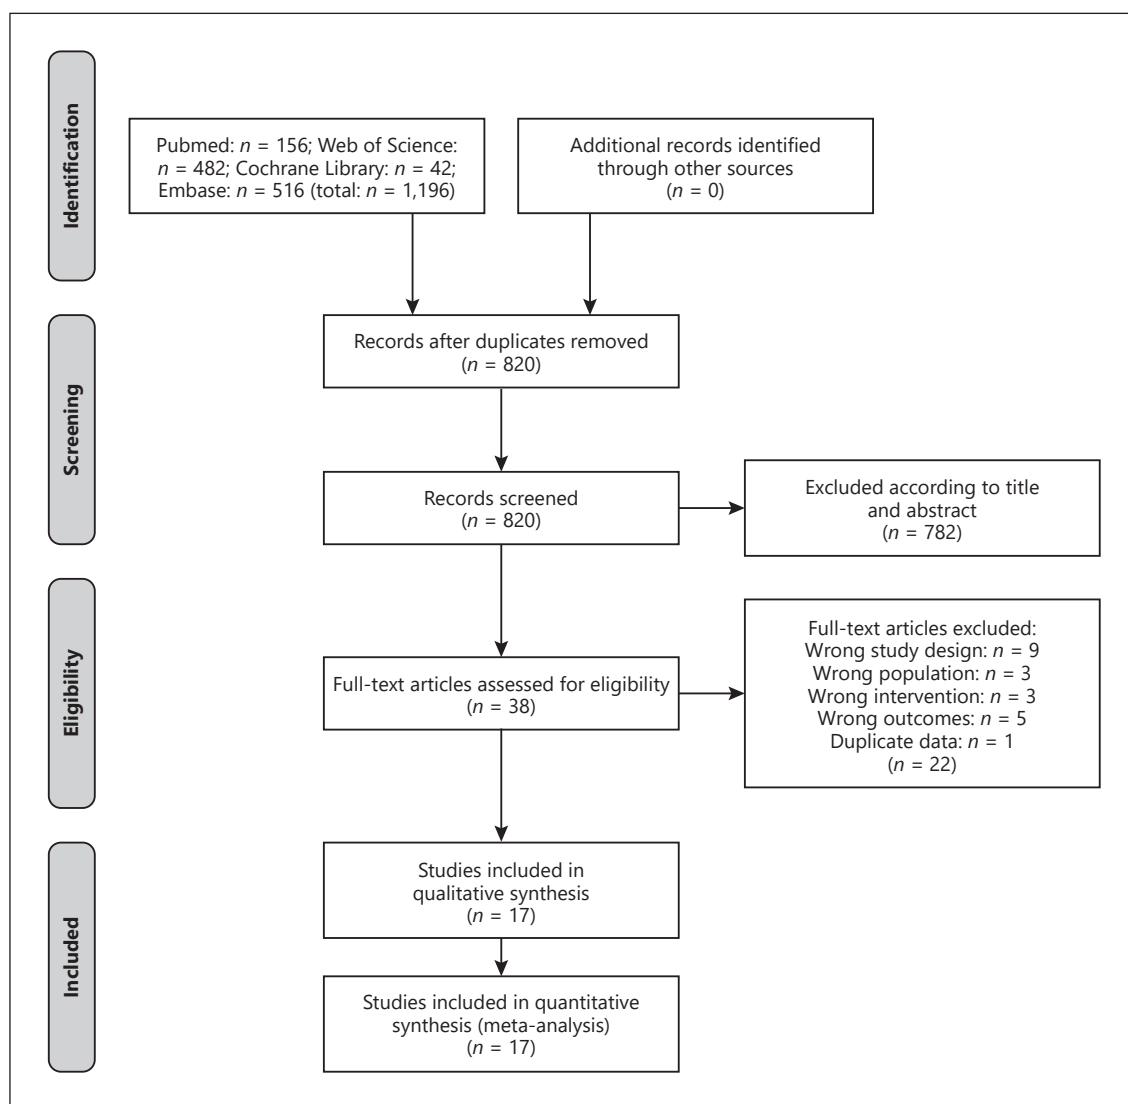 Identification
Pubmed: n = 156; Web of Science:
n = 482; Cochrane Library: n = 42;
Embase: n = 516 (total: n = 1,196)
Additional records identified
through other sources
(n = 0)
Screening
Records after duplicates removed
(n = 820)
Records screened
(n = 820)
Excluded according to title
and abstract
(n = 782)
Eligibility
Full-text articles assessed for eligibility
(n = 38)
Full-text articles excluded:
Wrong study design: n = 9
Wrong population: n = 3
Wrong intervention: n = 3
Wrong outcomes: n = 5
Duplicate data: n = 1
(n = 22)
Included
Studies included in
qualitative synthesis
(n = 17)
Studies included in quantitative
synthesis (meta-analysis)
(n = 17)